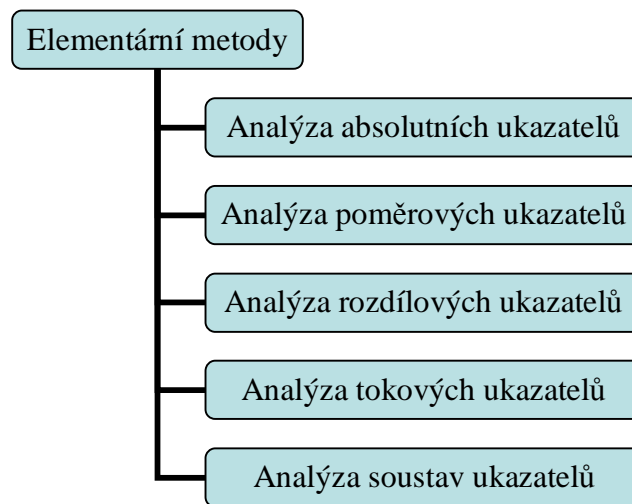 Elementární metody
Analýza absolutních ukazatelů
Analýza poměrových ukazatelů
Analýza rozdílových ukazatelů
Analýza tokových ukazatelů
Analýza soustav ukazatelů